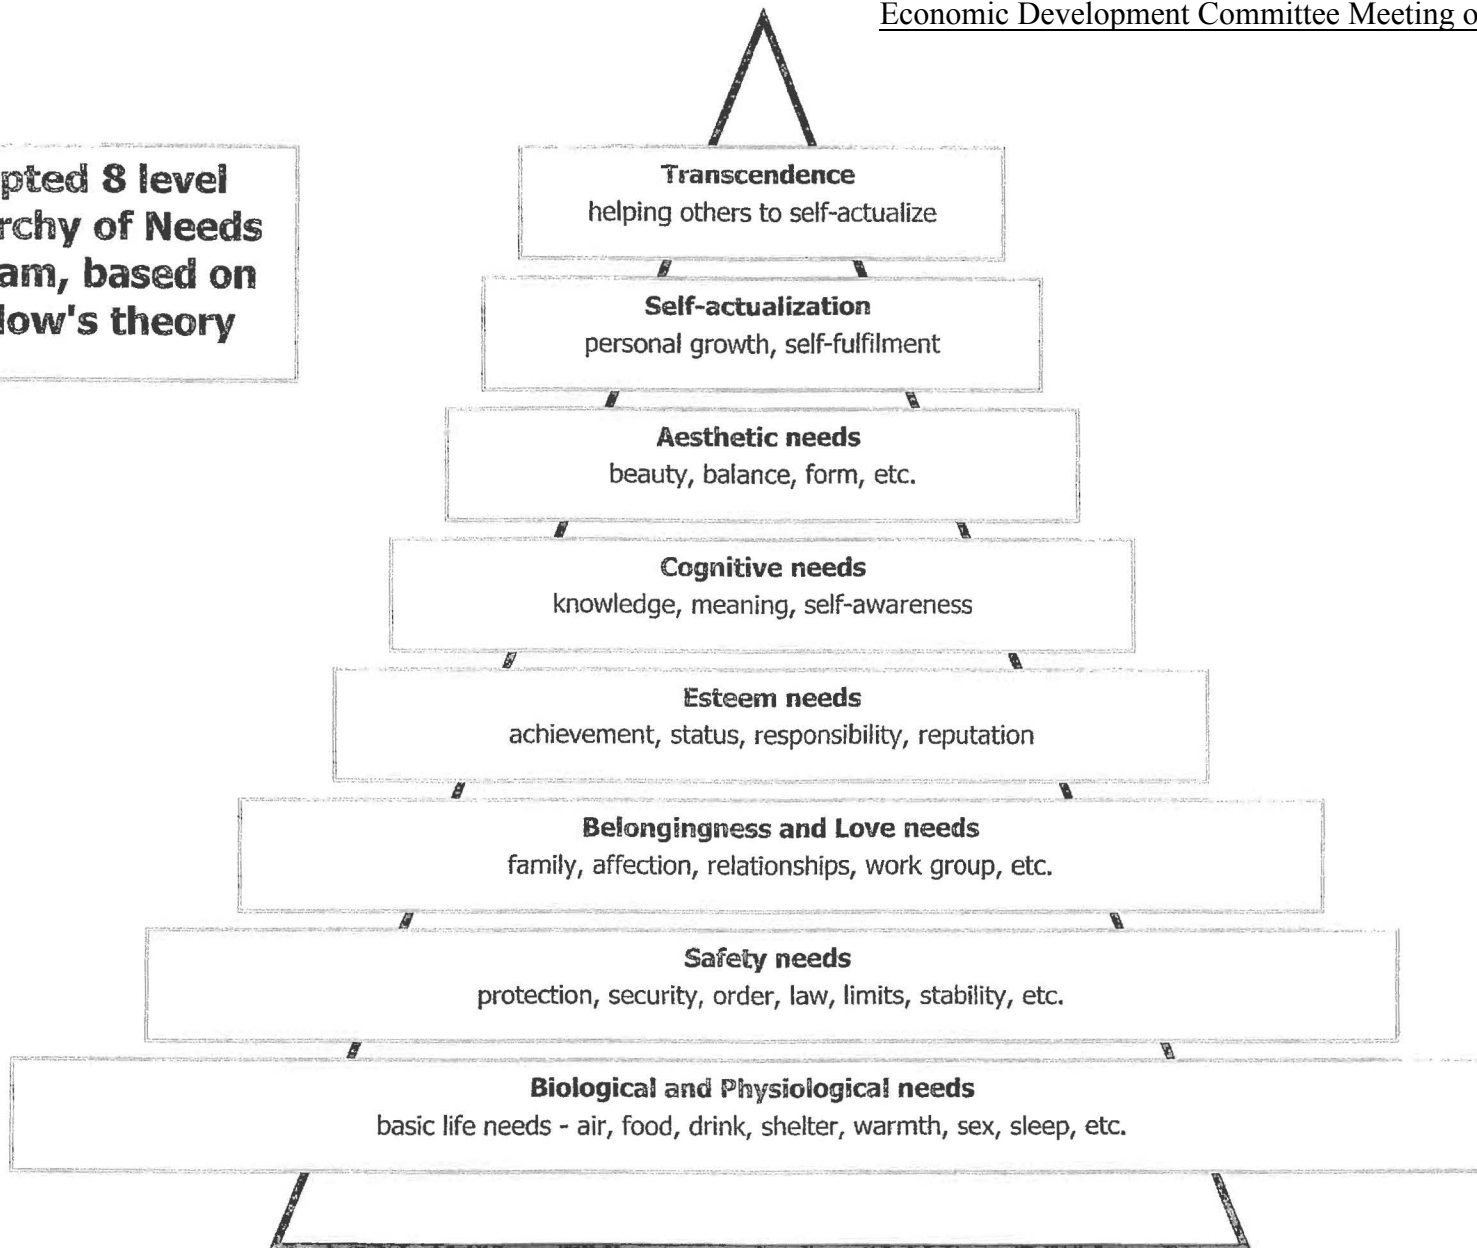 Economic Development Committee Meeting o
pted 8 level
rchy of Needs
am, based on
low's theory
Transcendence
helping others to self-actualize
Self-actualization
personal growth, self-fulfilment
Aesthetic needs
beauty, balance, form, etc.
Cognitive needs
knowledge, meaning, self-awareness
Esteem needs
achievement, status, responsibility, reputation
Belongingness and Love needs
family, affection, relationships, work group, etc.
Safety needs
protection, security, order, law, limits, stability, etc.
Biological and Physiological needs
basic life needs - air, food, drink, shelter, warmth, sex, sleep, etc.